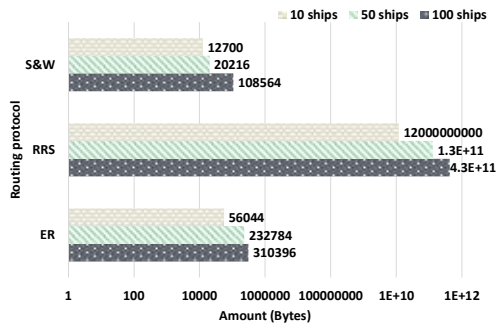 10 ships 50 ships 100 ships
S&W
12700
20216
108564
RRS
12000000000
1.3E+11
4.3E+11
ER
56044
232784
310396
Routing protocol
1 100 10000 1000000 100000000 1E+10 1E+12
Amount (Bytes)